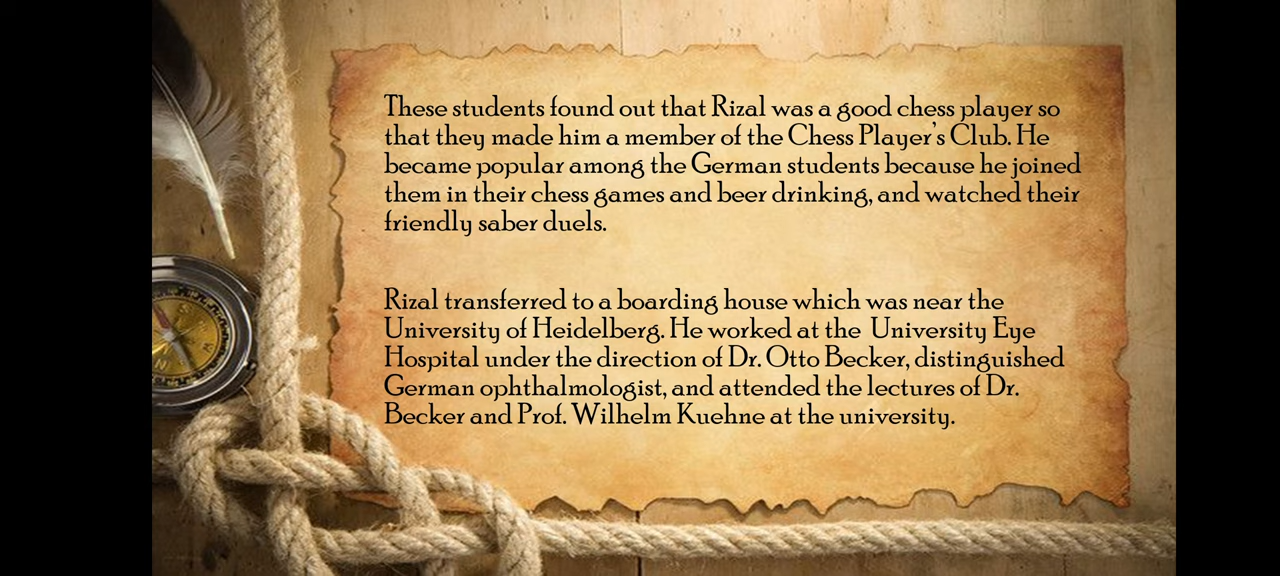 These students found out that Rizal was a good chess player so
that they made him a member of the Chess Player's Club. He
became popular among the German students because he joined
them in their chess games and beer drinking, and watched their
friendly saber duels.
Rizal transferred to a boarding house which was near the
University of Heidelberg. He worked at the University Eye
Hospital under the direction of Dr. Otto Becker, distinguished
German ophthalmologist, and attended the lectures of Dr.
Becker and Prof. Wilhelm Kuehne at the university.